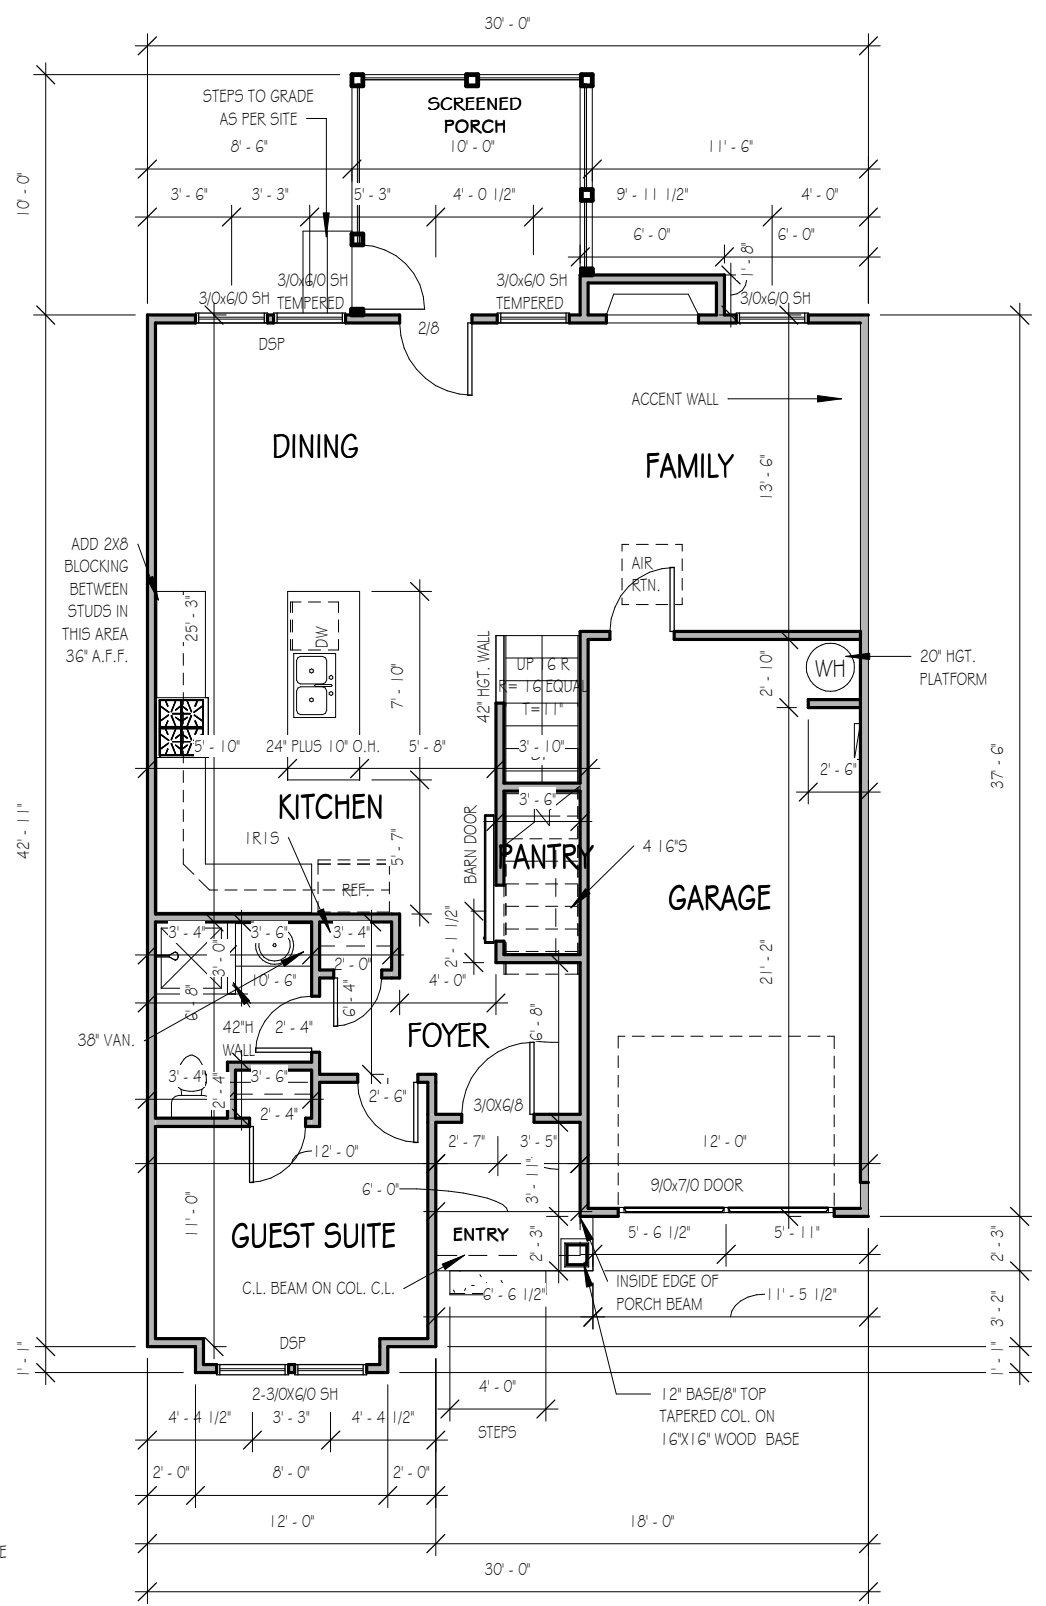 30' - 0"
STEPS TO GRADE
AS PER SITE
SCREENED
PORCH
8' - 6"
10' - 0"
11' - 6"
10' - 0"
3' - 6"
3' - 3"
5' - 3"
4' - 0 1/2"
9' - 11 1/2"
4' - 0"
6' - 0"
6' - 0"
1' - 8"
3/0x6/0 SH
3/0x6/0 SH
TEMPERED
3/0x6/0 SH
TEMPERED
3/0x6/0 SH
DSP
2/8
ACCENT WALL
DINING
FAMILY
13' - 6"
ADD 2X8
BLOCKING
BETWEEN
STUDS IN
THIS AREA
36" A.F.F.
AIR
RTN.
25' - 3"
DW
42" HGT. WALL
UP 16 R
R= 16 EQUAL
T= 11"
2' - 10"
WH
20" HGT.
PLATFORM
7' - 10"
5' - 10"
24" PLUS 10" O.H.
5' - 8"
3' - 10"
2' - 6"
37' - 6"
42' - 11"
KITCHEN
3' - 6"
IRIS
5' - 7"
BARN DOOR
PANTRY
4 16"S
REF.
GARAGE
2' - 1 1/2"
21' - 2"
3' - 4"
3' - 6"
3' - 4"
3' - 0"
2' - 0"
10' - 6"
4' - 0"
6' - 8"
6' - 4"
42"H
WALL
2' - 4"
38" VAN.
FOYER
6' - 8"
3' - 4"
3' - 6"
2' - 4"
2' - 4"
2' - 6"
3/0X6/8
12' - 0"
2' - 7"
3' - 5"
12' - 0"
3' - 11"
6' - 0"
9/0x7/0 DOOR
11' - 0"
GUEST SUITE
ENTRY
2' - 3"
5' - 6 1/2"
5' - 11"
2' - 3"
C.L. BEAM ON COL. C.L.
6' - 6 1/2"
INSIDE EDGE OF
PORCH BEAM
11' - 5 1/2"
3' - 2"
DSP
1' - 1"
1' - 1"
2-3/0X6/0 SH
4' - 0"
12" BASE/8" TOP
TAPERED COL. ON
16"X16" WOOD BASE
4' - 4 1/2"
3' - 3"
4' - 4 1/2"
STEPS
2' - 0"
8' - 0"
2' - 0"
12' - 0"
18' - 0"
30' - 0"